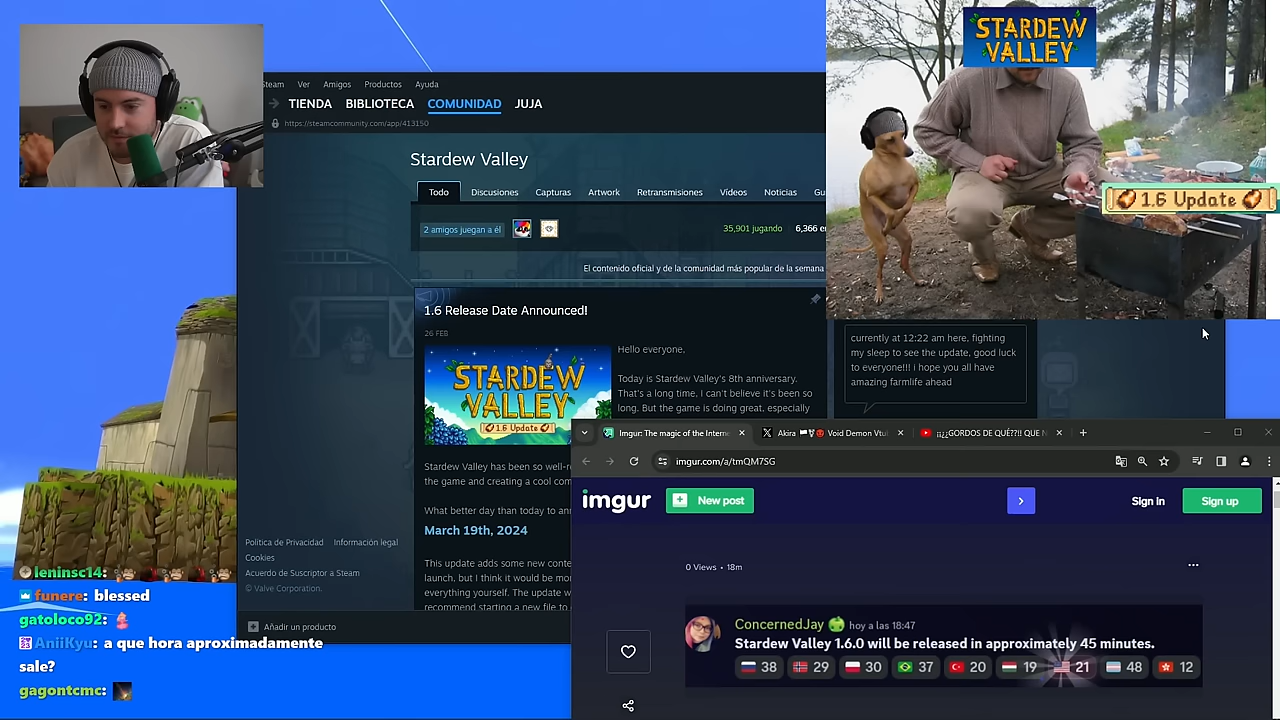 STARDEW
VALLEY
1.6 Update
Steam Ver Amigos Productos Ayuda
TIENDA BIBLIOTECA COMUNIDAD JUJA
https://steamcommunity.com/app/413150
Stardew Valley
Todo Discusiones Capturas Artwork Retransmisiones Vídeos Noticias Gu
2 amigos juegan a él 35,901 jugando 6,366 en
El contenido oficial y de la comunidad más popular de la semana
1.6 Release Date Announced!
26 FEB
Hello everyone,
Today is Stardew Valley's 8th anniversary.
That's a long time, I can't believe it's been so
long. But the game is doing great, especially
STARDEW
VALLEY
1.6 Update
Stardew Valley has been so well-r
the game and creating a cool com
What better day than today to ann
March 19th, 2024
This update adds some new conte
launch, but I think it would be mo
everything yourself. The update w
recommend starting a new file to
currently at 12:22 am here, fighting
my sleep to see the update, good luck
to everyone!!! i hope you all have
amazing farmlife ahead
Política de Privacidad Información legal
Cookies
Acuerdo de Suscriptor a Steam
© Valve Corporation.
Añadir un producto
Imgur: The magic of the Interne Akira Void Demon Vtul ¡¡¿¿GORDOS DE QUÉ??!! QUE N
imgur.com/a/tmQM7SG
imgur New post Sign in Sign up
0 Views • 18m
ConcernedJay hoy a las 18:47
Stardew Valley 1.6.0 will be released in approximately 45 minutes.
38 29 30 37 20 19 21 48 12
leninsc14:
funere: blessed
gatoloco92:
AniiKyu: a que hora aproximadamente
sale?
gagontcmc: